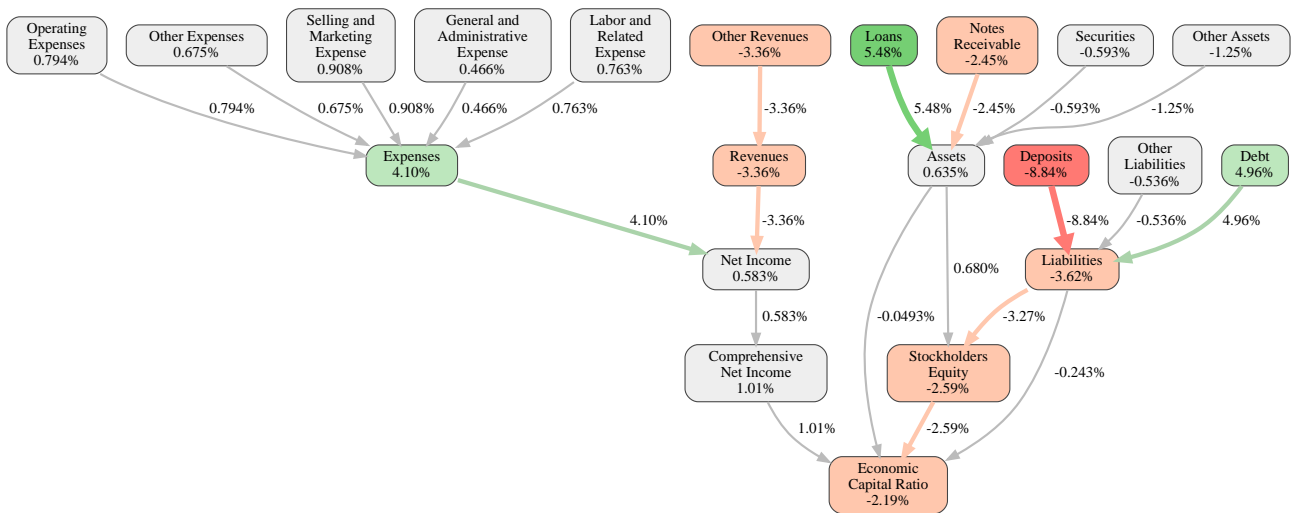 Operating
Expenses
0.794%
Other Expenses
0.675%
Selling and
Marketing
Expense
0.908%
General and
Administrative
Expense
0.466%
Labor and
Related
Expense
0.763%
Other Revenues
-3.36%
Loans
5.48%
Notes
Receivable
-2.45%
Securities
-0.593%
Other Assets
-1.25%
0.794%
0.675%
0.908%
0.466%
0.763%
-3.36%
5.48%
-2.45%
-0.593%
-1.25%
Expenses
4.10%
Revenues
-3.36%
Assets
0.635%
Deposits
-8.84%
Other
Liabilities
-0.536%
Debt
4.96%
4.10%
-3.36%
-8.84%
-0.536%
4.96%
Net Income
0.583%
0.680%
Liabilities
-3.62%
0.583%
-0.0493%
-3.27%
Comprehensive
Net Income
1.01%
Stockholders
Equity
-2.59%
-0.243%
1.01%
-2.59%
Economic
Capital Ratio
-2.19%